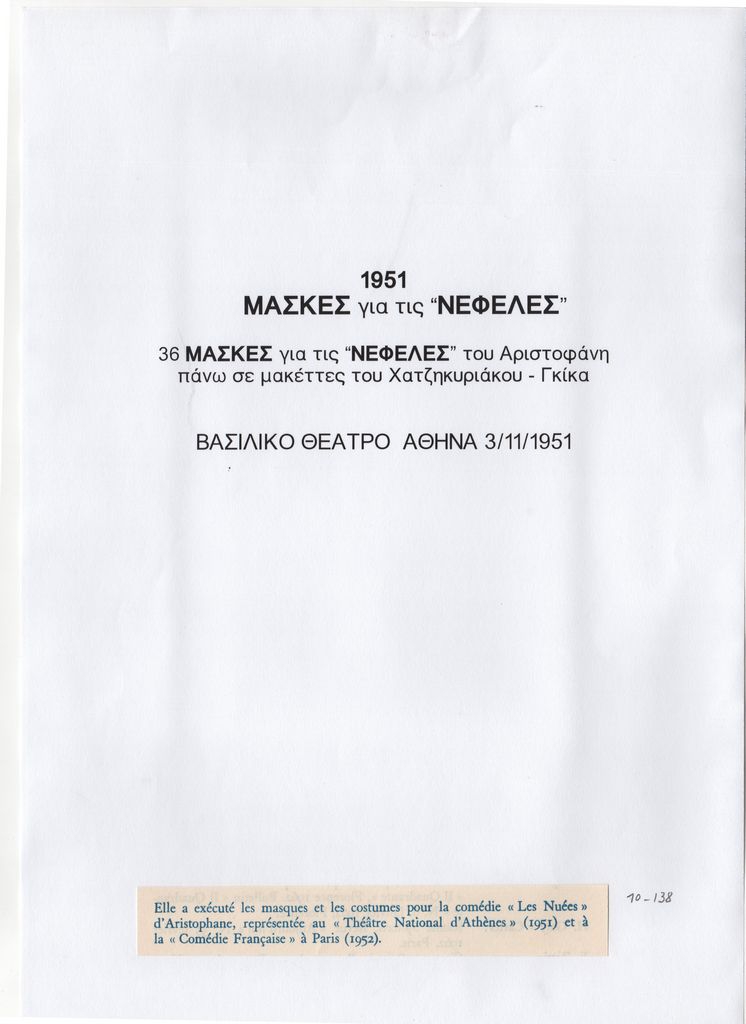 1951
ΜΑΣΚΕΣ για τις “ΝΕΦΕΛΕΣ”
36 ΜΑΣΚΕΣ για τις “ΝΕΦΕΛΕΣ” του Αριστοφάνη
πάνω σε μακέττες του Χατζηκυριάκου - Γκίκα
ΒΑΣΙΛΙΚΟ ΘΕΑΤΡΟ ΑΘΗΝΑ 3/11/1951
Elle a exécuté les masques et les costumes pour la comédie « Les Nuées »
d'Aristophane, représentée au « Théâtre National d'Athènes » (1951) et à
la « Comédie Française » à Paris (1952).
10-138